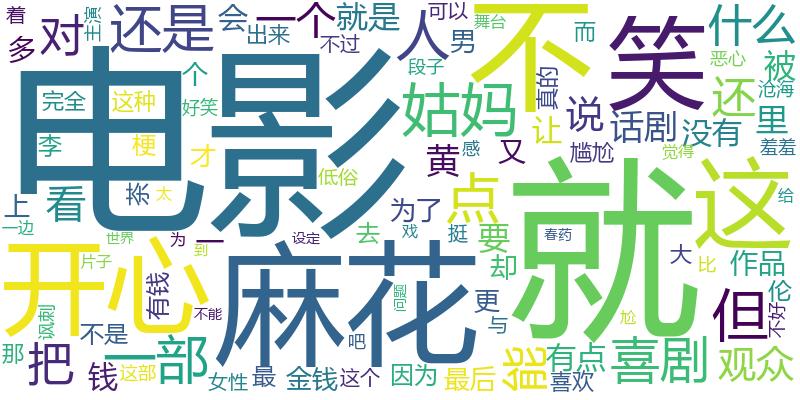 着
主演
会
一个
就是
可以
舞台
而
什么
多
对
还是
出来
不过
人
男
不
笑
恶心
被
电影
个
段子
真的
还
沧海
完全
这种
好笑
姑妈
说
话剧
没有
里
李
梗
才
黄
感
又
让
尴尬
觉得
羞羞
上
看
茶
太
低俗
为了
点
就
这
给
一边
世界
为
一
设定
去
戏
挺
要
春药
大
开心
片子
到
麻花
却
比
作品
有钱
讽刺
不能
问题
更
与
但
伦
不好
那
不是
吧
尬
把
一部
钱
这部
女性
最
金钱
这个
因为
最后
能
有点
喜欢
喜剧
观众